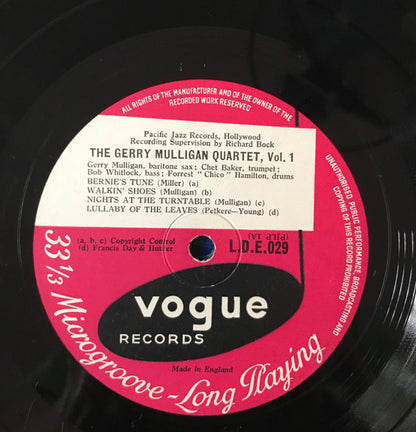 ALL RIGHTS OF THE MANUFACTURER AND OF THE OWNER OF THE
RECORDED WORK RESERVED
UNAUTHORISED PUBLIC PERFORMANCE, BROADCASTING AND
COPYING OF THIS RECORD PROHIBITED
Pacific Jazz Records, Hollywood
Recording Supervision by Richard Bock
THE GERRY MULLIGAN QUARTET, Vol. 1
Gerry Mulligan, baritone sax; Chet Baker, trumpet;
Bob Whitlock, bass; Forrest "Chico" Hamilton, drums
BERNIE'S TUNE (Miller) (a)
WALKIN' SHOES (Mulligan) (b)
NIGHTS AT THE TURNTABLE (Mulligan) (c)
LULLABY OF THE LEAVES (Petkere—Young) (d)
(a, b, c) Copyright Control
(d) Francis Day & Hunter
(PJLP 1A)
L.D.E.029
vogue
RECORDS
Made in England
33 1/3 Microgroove - Long Playing